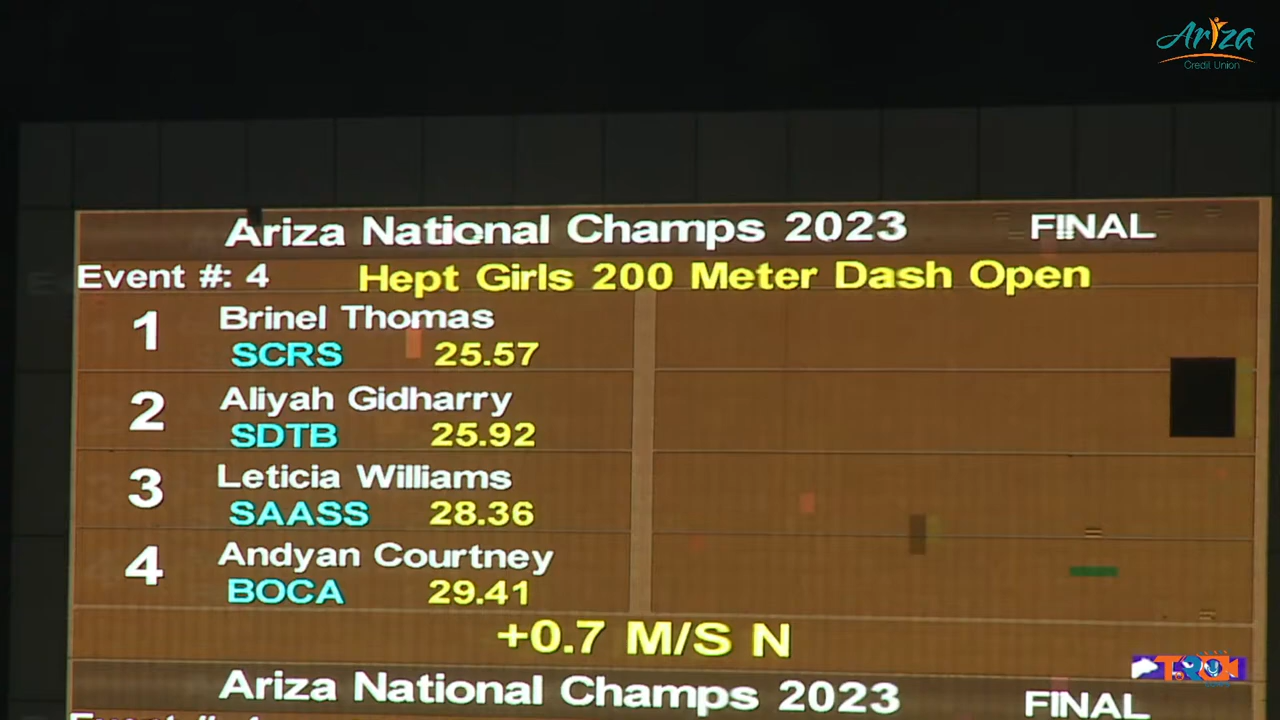 Ariza
Credit Union
Ariza National Champs 2023 FINAL
Event #: 4 Hept Girls 200 Meter Dash Open
1 Brinel Thomas
SCRS 25.57
2 Aliyah Gidharry
SDTB 25.92
3 Leticia Williams
SAASS 28.36
4 Andyan Courtney
BOCA 29.41
+0.7 M/S N
Ariza National Champs 2023 FINAL